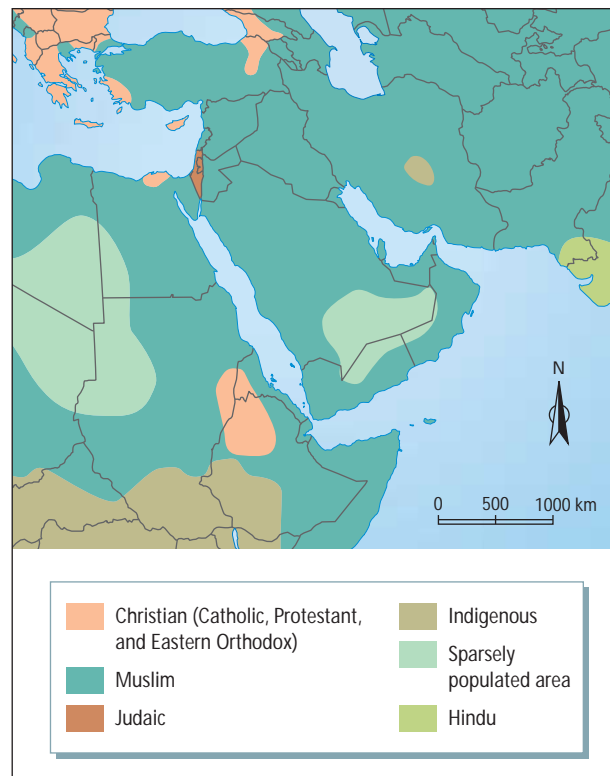 N
0 500 1000 km
Christian (Catholic, Protestant,
and Eastern Orthodox)
Muslim
Judaic
Indigenous
Sparsely
populated area
Hindu